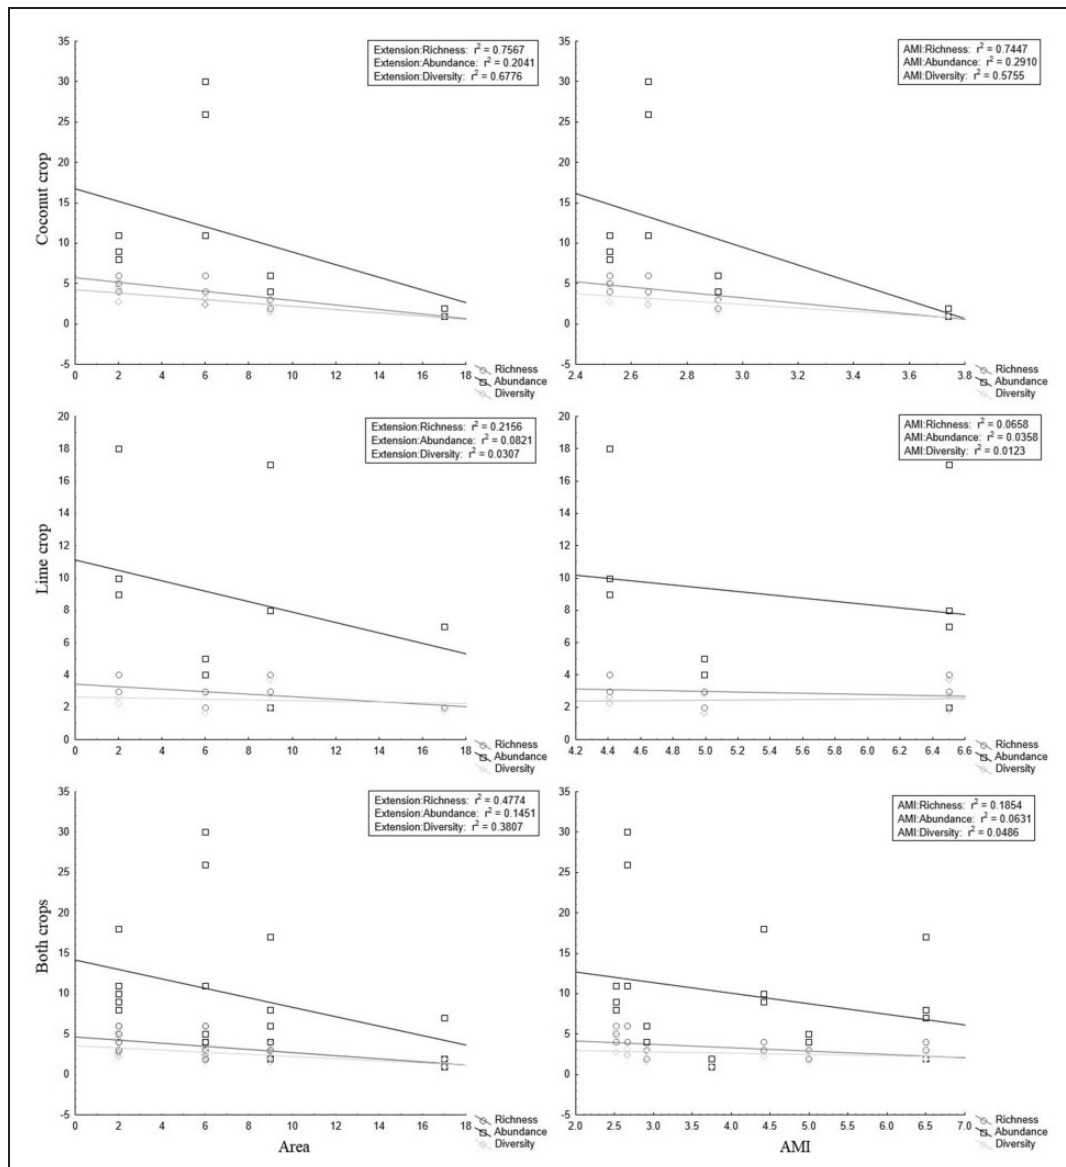 35
30
25
20
15
10
5
0
-5
Coconut crop
Extension:Richness: r² = 0.7567
Extension:Abundance: r² = 0.2041
Extension:Diversity: r² = 0.6776
0 2 4 6 8 10 12 14 16 18
Richness
Abundance
Diversity
35
30
25
20
15
10
5
0
-5
AMI:Richness: r² = 0.7447
AMI:Abundance: r² = 0.2910
AMI:Diversity: r² = 0.5755
2.4 2.6 2.8 3.0 3.2 3.4 3.6 3.8
Richness
Abundance
Diversity
20
18
16
14
12
10
8
6
4
2
0
Lime crop
Extension:Richness: r² = 0.2156
Extension:Abundance: r² = 0.0821
Extension:Diversity: r² = 0.0307
0 2 4 6 8 10 12 14 16 18
Richness
Abundance
Diversity
20
18
16
14
12
10
8
6
4
2
0
AMI:Richness: r² = 0.0658
AMI:Abundance: r² = 0.0358
AMI:Diversity: r² = 0.0123
4.2 4.4 4.6 4.8 5.0 5.2 5.4 5.6 5.8 6.0 6.2 6.4 6.6
Richness
Abundance
Diversity
35
30
25
20
15
10
5
0
-5
Both crops
Extension:Richness: r² = 0.4774
Extension:Abundance: r² = 0.1451
Extension:Diversity: r² = 0.3807
0 2 4 6 8 10 12 14 16 18
Area
Richness
Abundance
Diversity
35
30
25
20
15
10
5
0
-5
AMI:Richness: r² = 0.1854
AMI:Abundance: r² = 0.0631
AMI:Diversity: r² = 0.0486
2.0 2.5 3.0 3.5 4.0 4.5 5.0 5.5 6.0 6.5 7.0
AMI
Richness
Abundance
Diversity